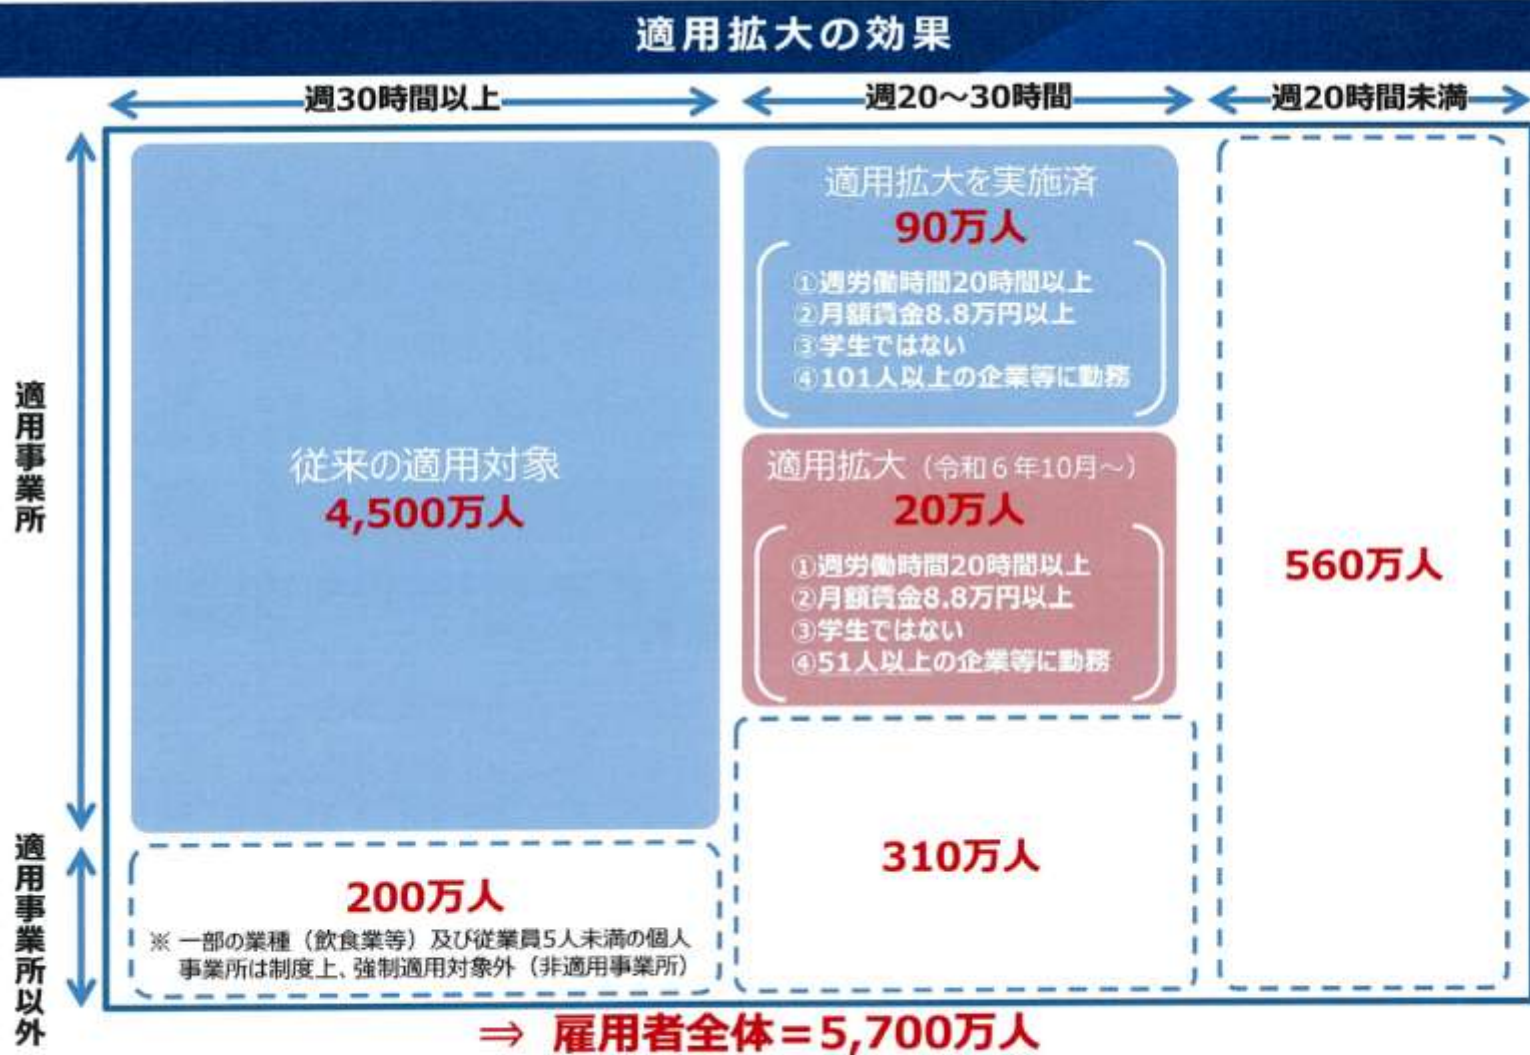 適用拡大の効果
週30時間以上
週20～30時間
週20時間未満
適用事業所
従来の適用対象
4,500万人
適用拡大を実施済
90万人
①週労働時間20時間以上
②月額賃金8.8万円以上
③学生ではない
④101人以上の企業等に勤務
適用拡大（令和６年10月～）
20万人
①週労働時間20時間以上
②月額賃金8.8万円以上
③学生ではない
④51人以上の企業等に勤務
560万人
適用事業所以外
200万人
※ 一部の業種（飲食業等）及び従業員5人未満の個人
事業所は制度上、強制適用対象外（非適用事業所）
310万人
⇒ 雇用者全体＝5,700万人